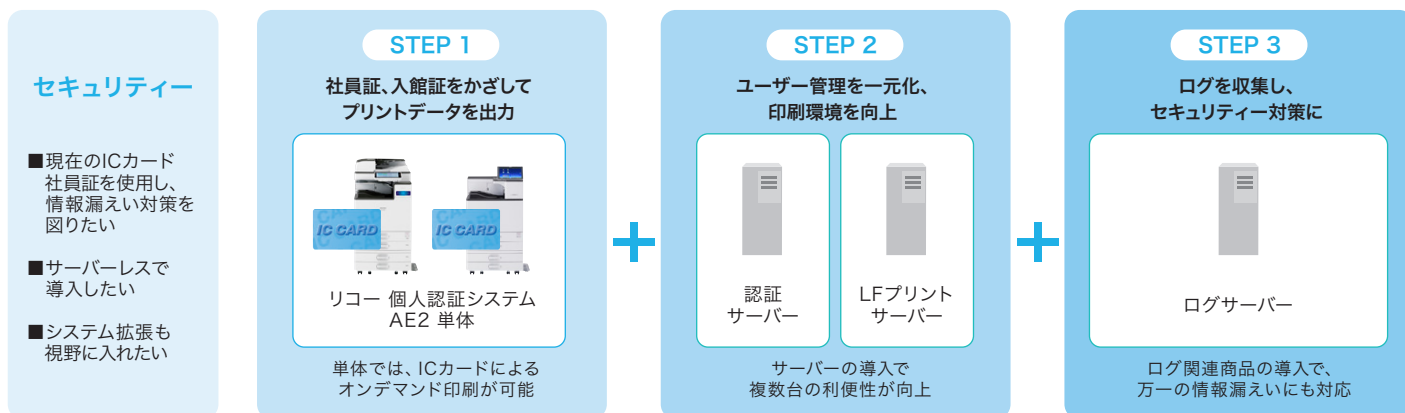 セキュリティー
■現在のICカード
社員証を使用し、
情報漏えい対策を
図りたい
■サーバーレスで
導入したい
■システム拡張も
視野に入れたい
STEP 1
社員証、入館証をかざして
プリントデータを出力
IC CARD
IC CARD
リコー 個人認証システム
AE2 単体
単体では、ICカードによる
オンデマンド印刷が可能
+
STEP 2
ユーザー管理を一元化、
印刷環境を向上
認証
サーバー
LFプリント
サーバー
サーバーの導入で
複数台の利便性が向上
+
STEP 3
ログを収集し、
セキュリティー対策に
ログサーバー
ログ関連商品の導入で、
万一の情報漏えいにも対応